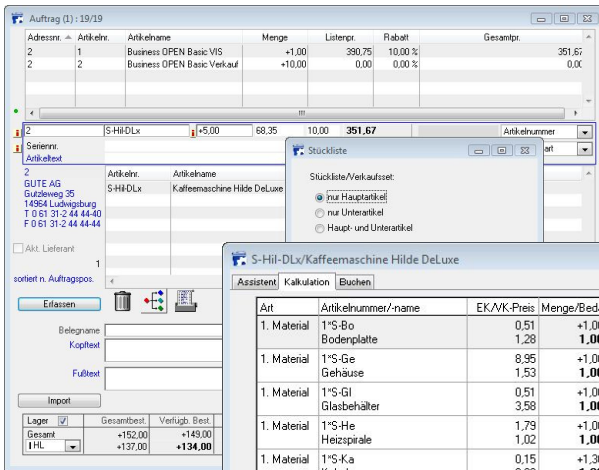 Auftrag (1) : 19/19
Adressnr. Artikelnr. Artikelname Menge Listenpr. Rabatt Gesamtpr.
2 1 Business OPEN Basic VIS +1,00 390,75 10,00 % 351,67
2 2 Business OPEN Basic Verkauf +10,00 0,00 0,00 % 0,00
2 S-Hil-DLx +5,00 68,35 10,00 351,67 Artikelnummer
Seriennr.
Artikeltext
Stückliste
Stückliste/Verkaufsset:
nur Hauptartikel
nur Unterartikel
Haupt- und Unterartikel
2 Artikelnr. Artikelname
GUTE AG S-Hil-DLx Kaffeemaschine Hilde DeLuxe
Gutzleweg 35
14964 Ludwigsburg
T 0 61 31-2 44 44-40
F 0 61 31-2 44 44-44
Akt. Lieferant
1
sortiert n. Auftragspos.
Erfassen
Belegname
Kopftext
Fußtext
Import
Lager Gesamtbest. Verfügb. Best.
Gesamt +152,00 +149,00
1HL +137,00 +134,00
S-Hil-DLx/Kaffeemaschine Hilde DeLuxe
Assistent Kalkulation Buchen
Art Artikelnummer/-name EK/VK-Preis
1. Material 1*S-Bo 0,51
Bodenplatte 1,28
1. Material 1*S-Ge 8,95
Gehäuse 1,53
1. Material 1*S-Gl 0,51
Glasbehälter 3,58
1. Material 1*S-He 1,79
Heizspirale 1,02
1. Material 1*S-Ka 0,15